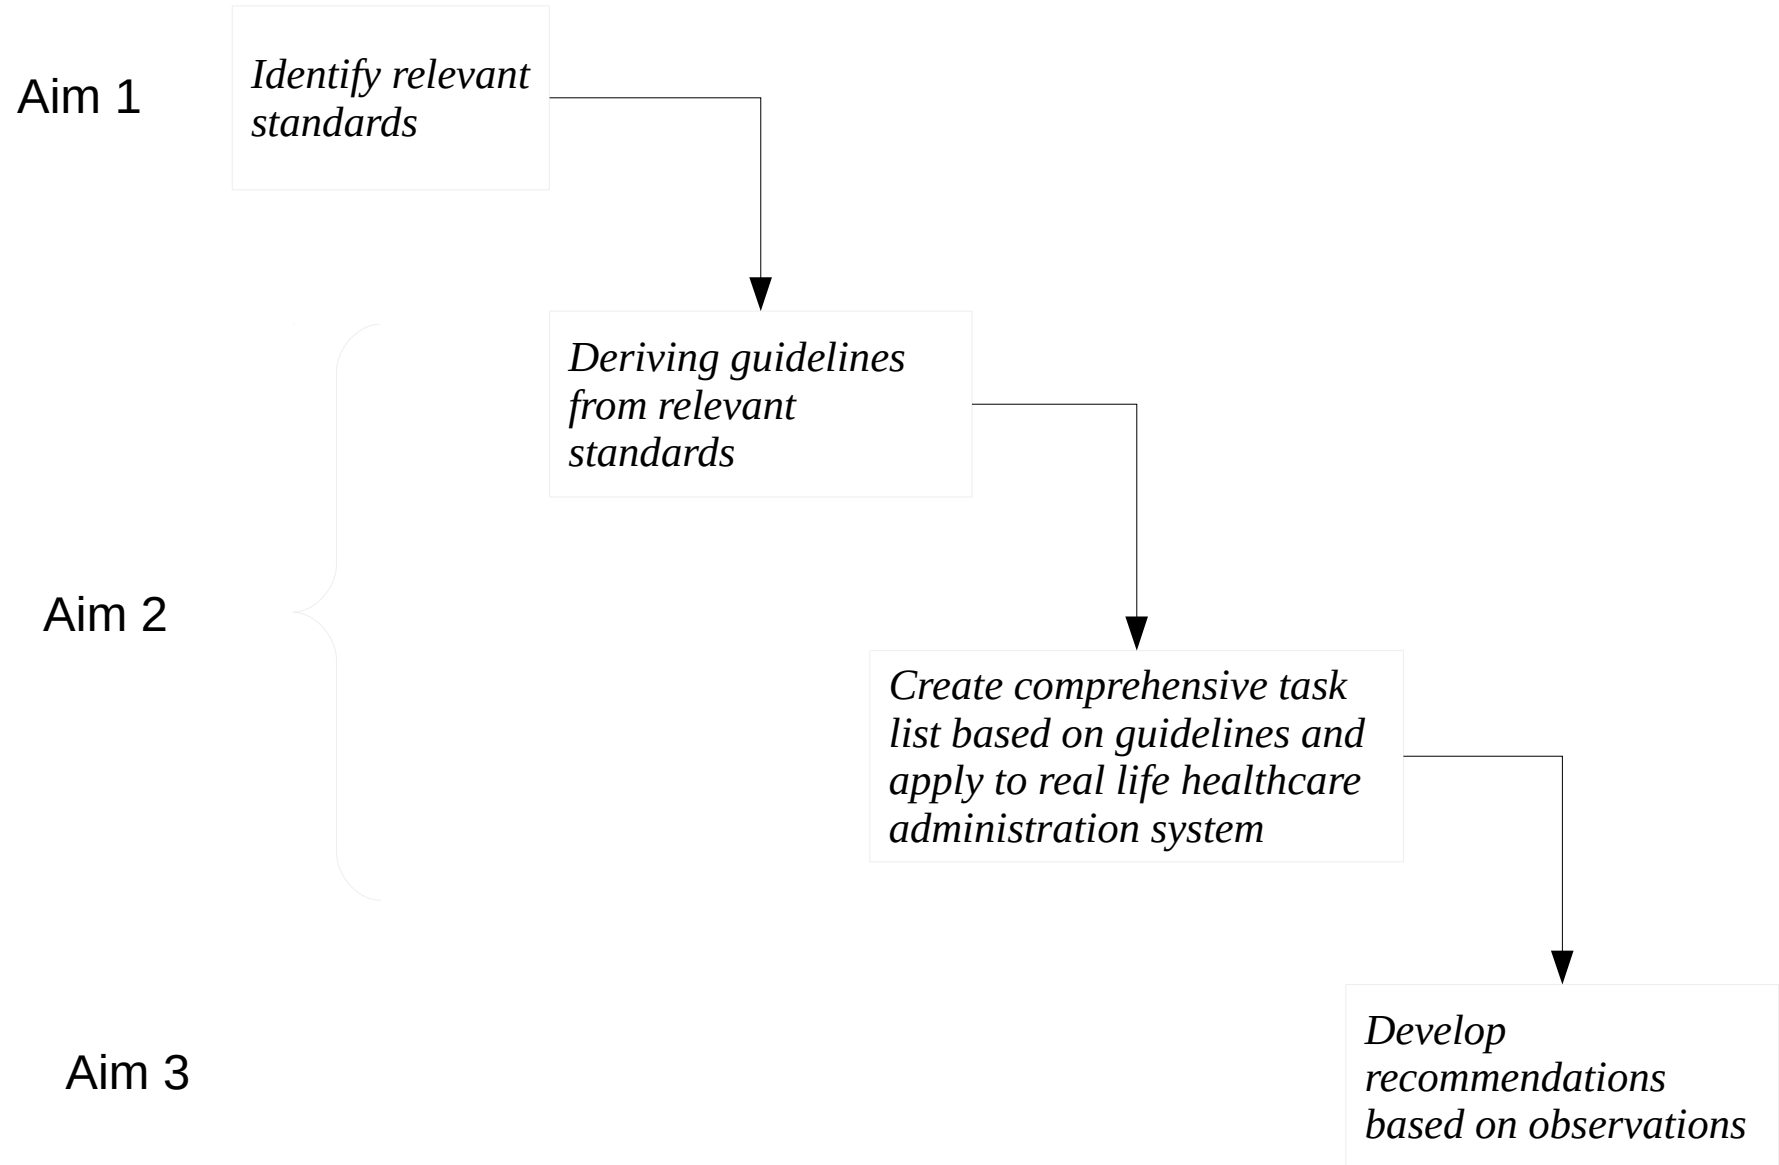 Aim 1
Identify relevant
standards
Deriving guidelines
from relevant
standards
Aim 2
Create comprehensive task
list based on guidelines and
apply to real life healthcare
administration system
Aim 3
Develop
recommendations
based on observations